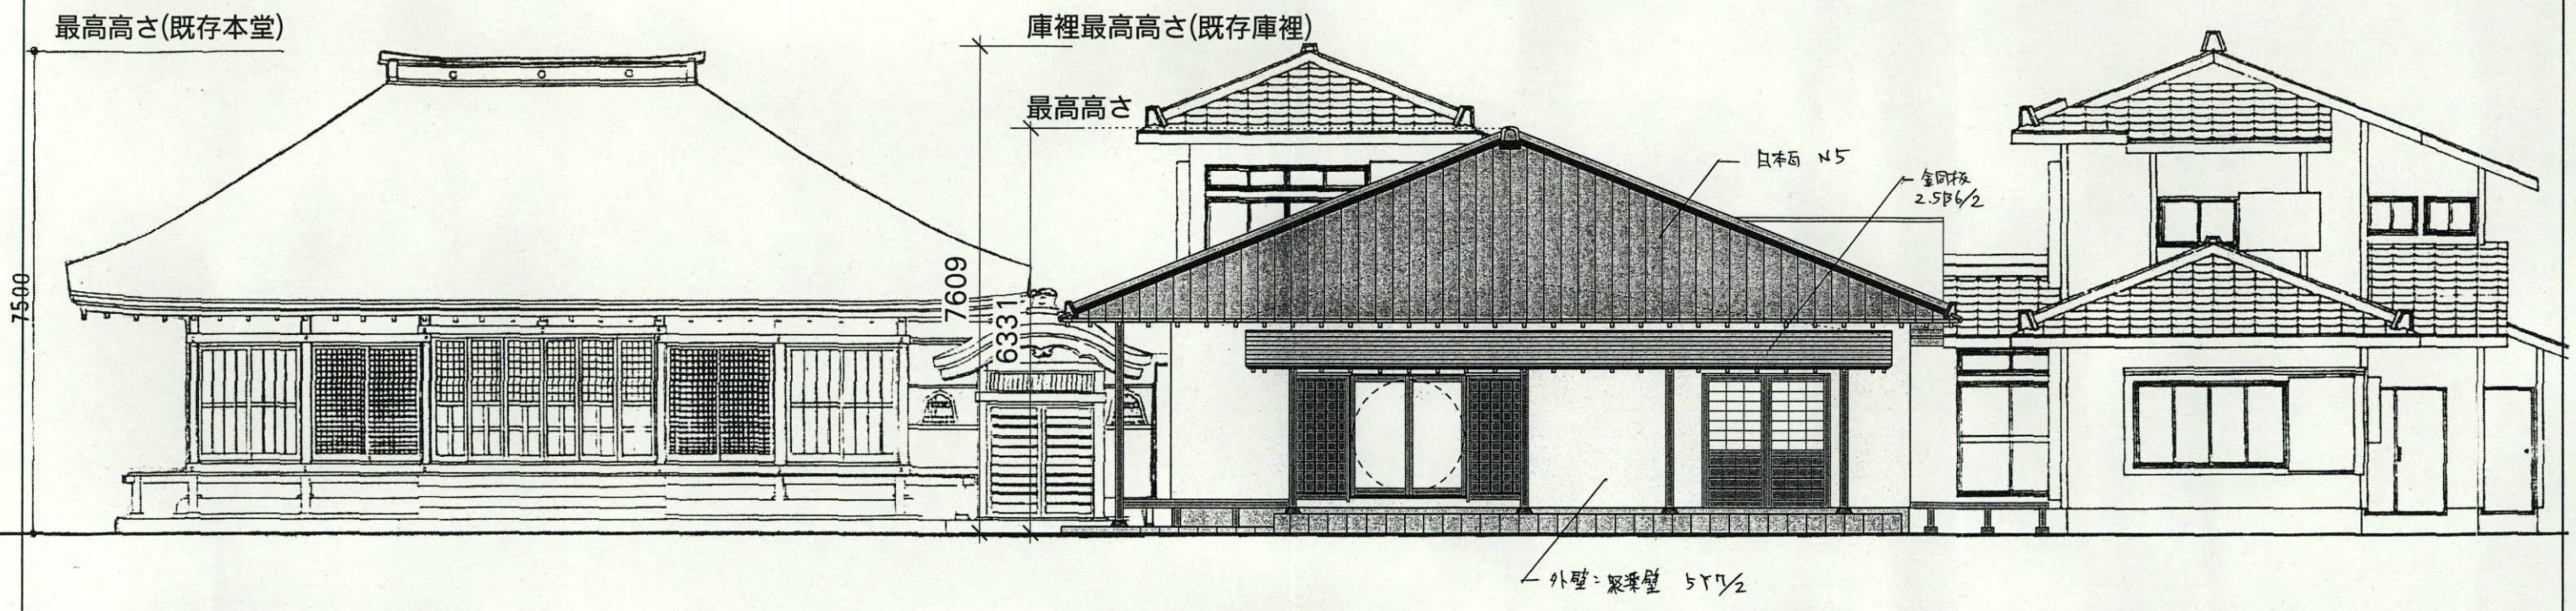 最高高さ(既存本堂)
庫裡最高高さ(既存庫裡)
最高高さ
7500
7609
6331
日本瓦 N5
金同板
2.5B6/2
外壁:聚楽壁 5Y7/2